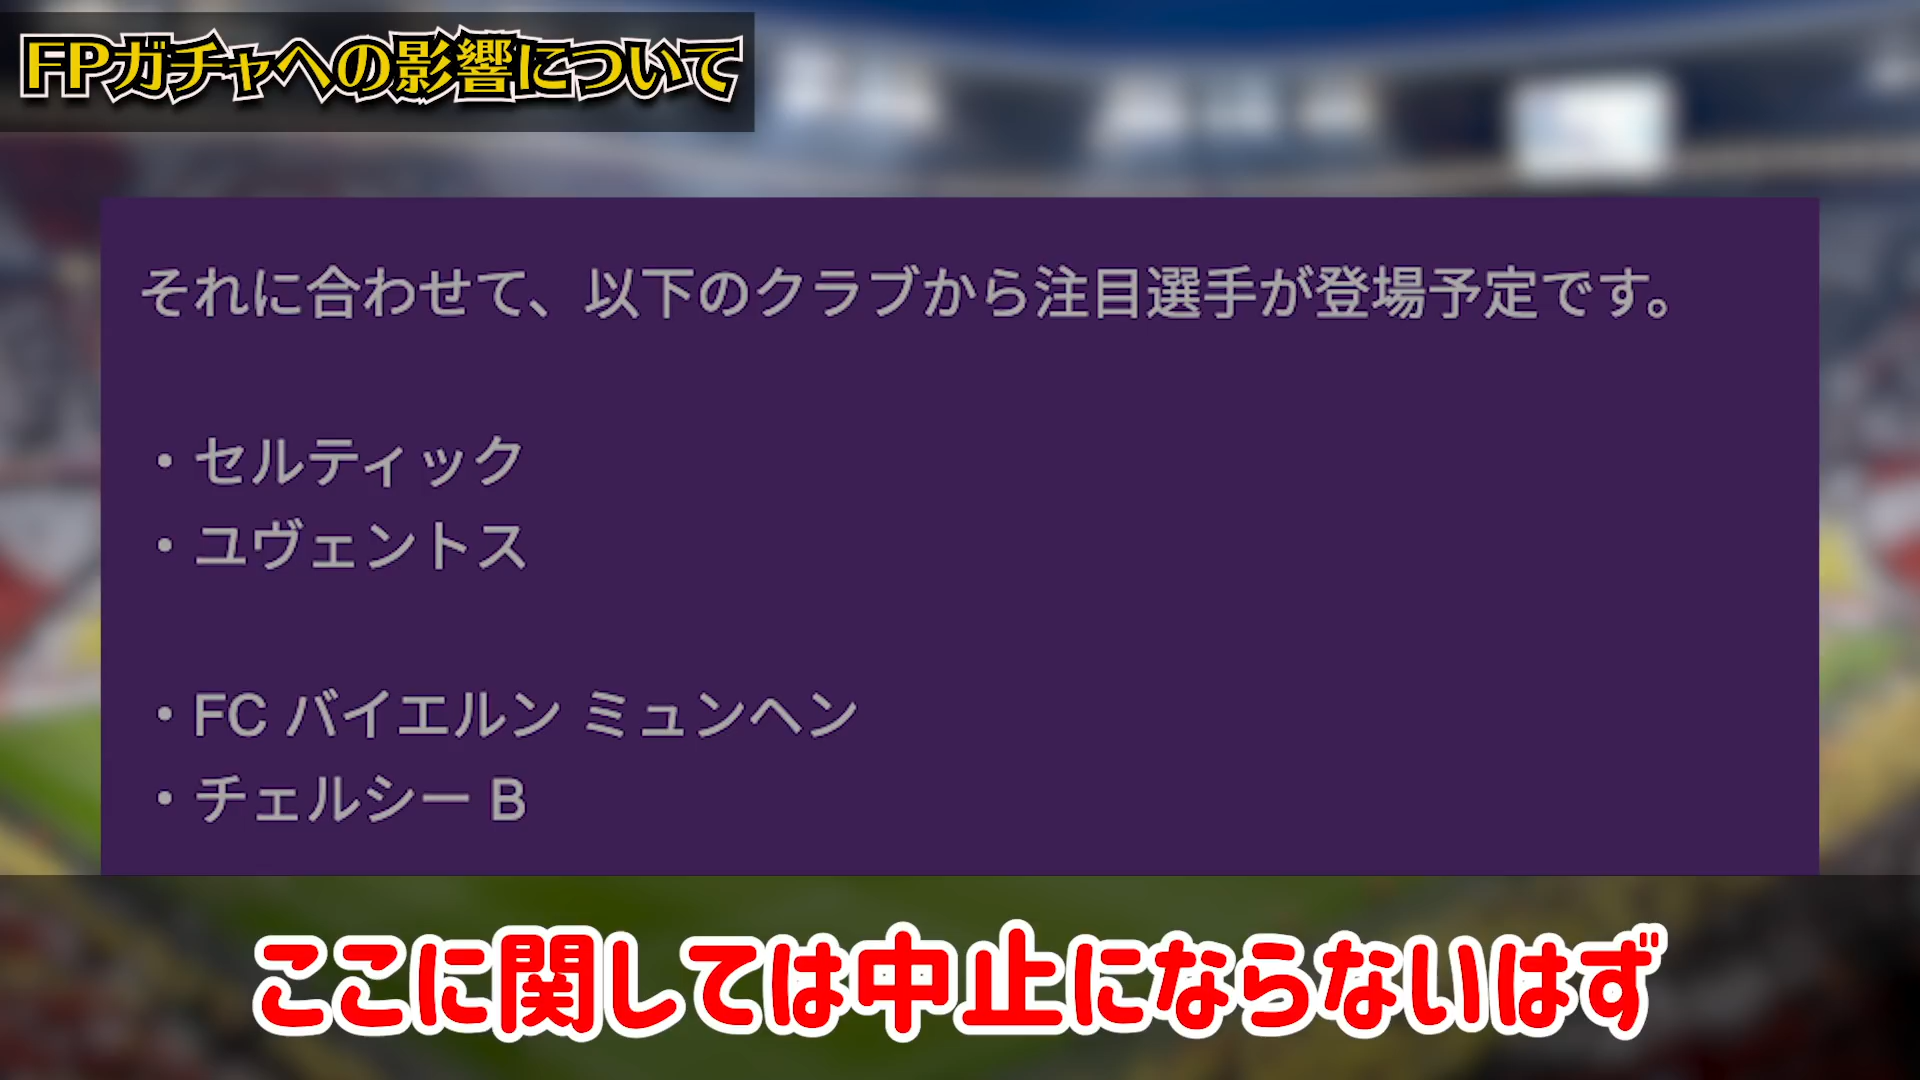 FPガチャへの影響について
それに合わせて、以下のクラブから注目選手が登場予定です。
・セルティック
・ユヴェントス
・FC バイエルン ミュンヘン
・チェルシー B
ここに関しては中止にならないはず